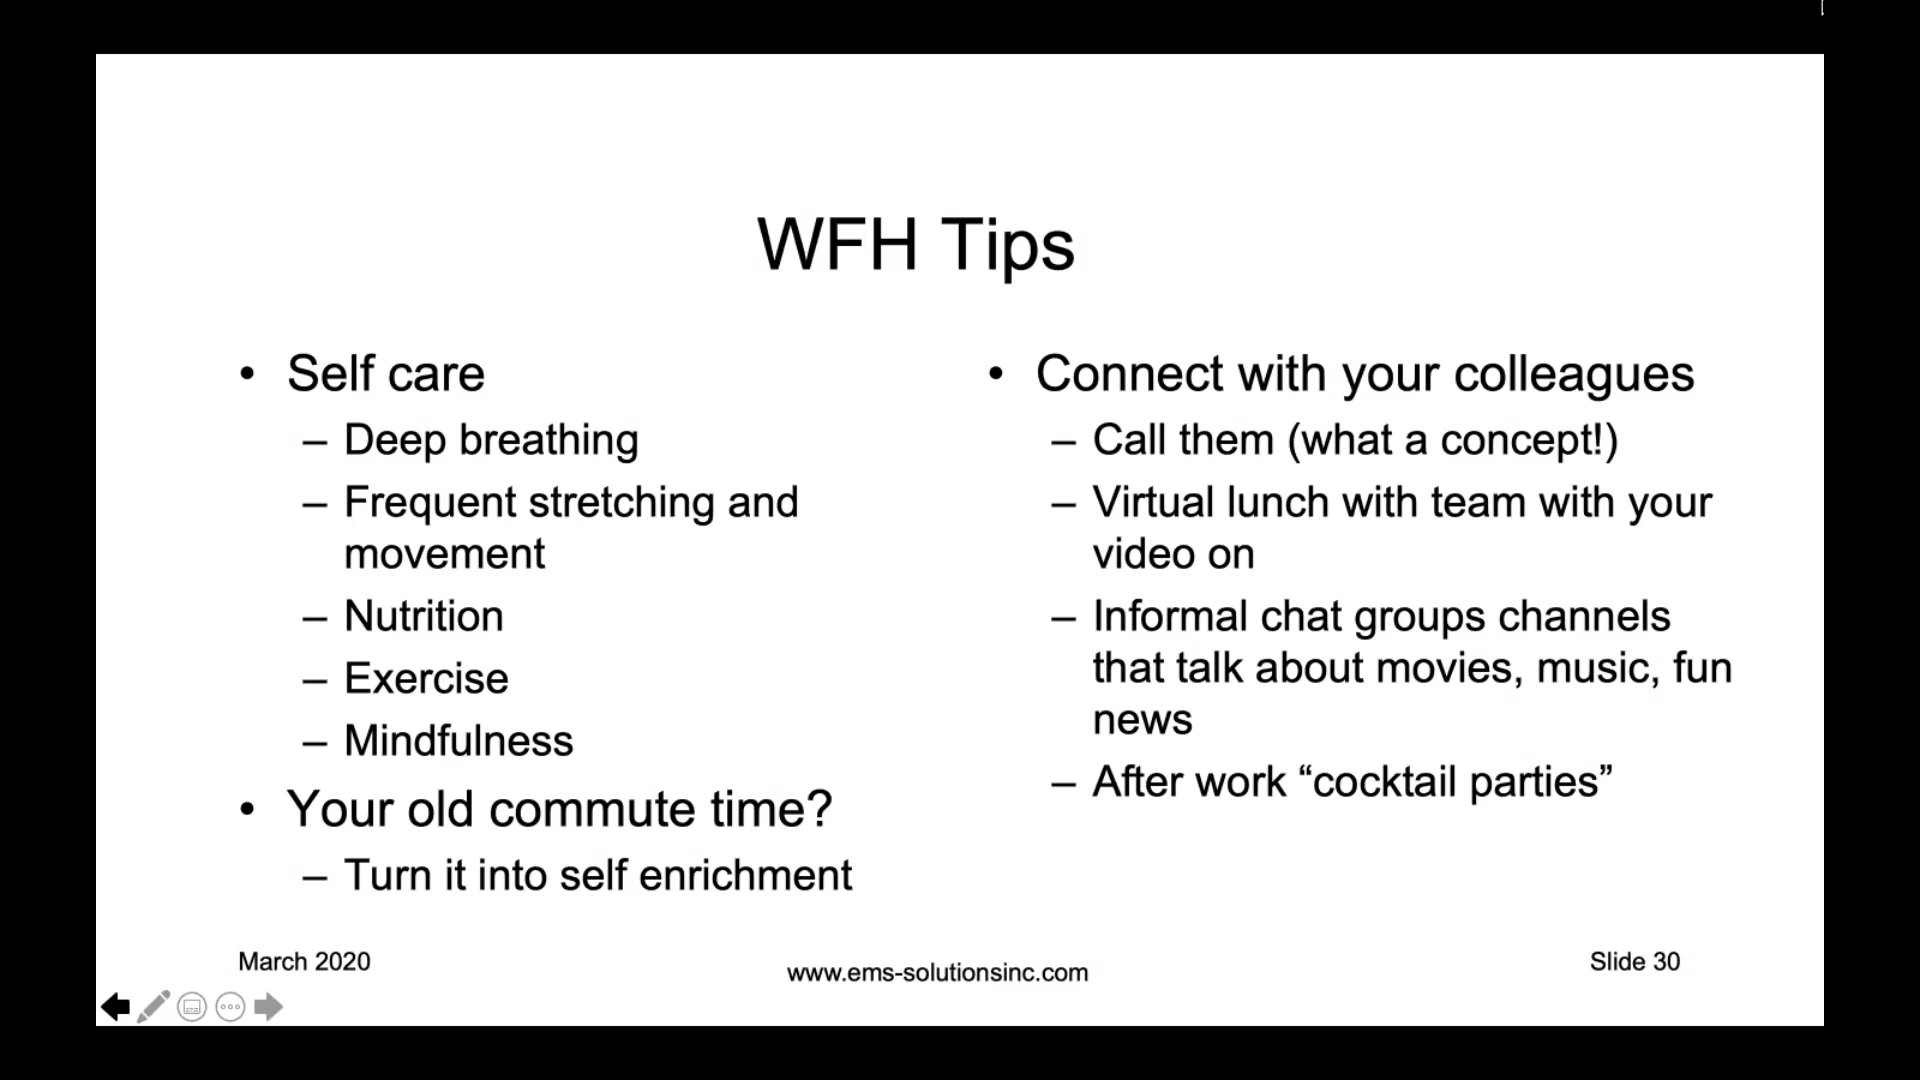 WFH Tips
• Self care
– Deep breathing
– Frequent stretching and
movement
– Nutrition
– Exercise
– Mindfulness
• Your old commute time?
– Turn it into self enrichment
• Connect with your colleagues
– Call them (what a concept!)
– Virtual lunch with team with your
video on
– Informal chat groups channels
that talk about movies, music, fun
news
– After work “cocktail parties”
March 2020
www.ems-solutionsinc.com
Slide 30